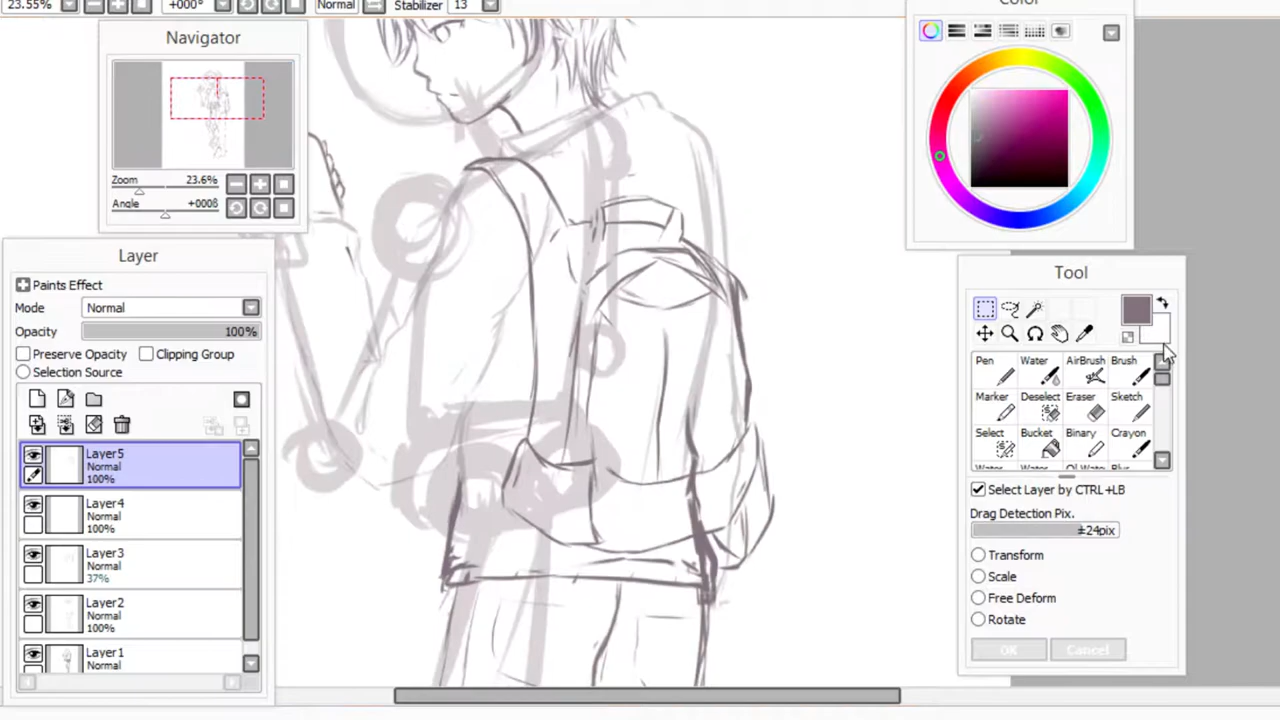 23.55%
+000°
Normal
Stabilizer
13
Color
Navigator
Zoom
23.6%
Angle
+0008
Layer
Paints Effect
Mode
Normal
Opacity
100%
Preserve Opacity
Clipping Group
Selection Source
Layer5
Normal
100%
Layer4
Normal
100%
Layer3
Normal
37%
Layer2
Normal
100%
Layer1
Normal
Tool
Pen
Water
AirBrush
Brush
Marker
Deselect
Eraser
Sketch
Select
Bucket
Binary
Crayon
Select Layer by CTRL+LB
Drag Detection Pix.
±24pix
Transform
Scale
Free Deform
Rotate
OK
Cancel